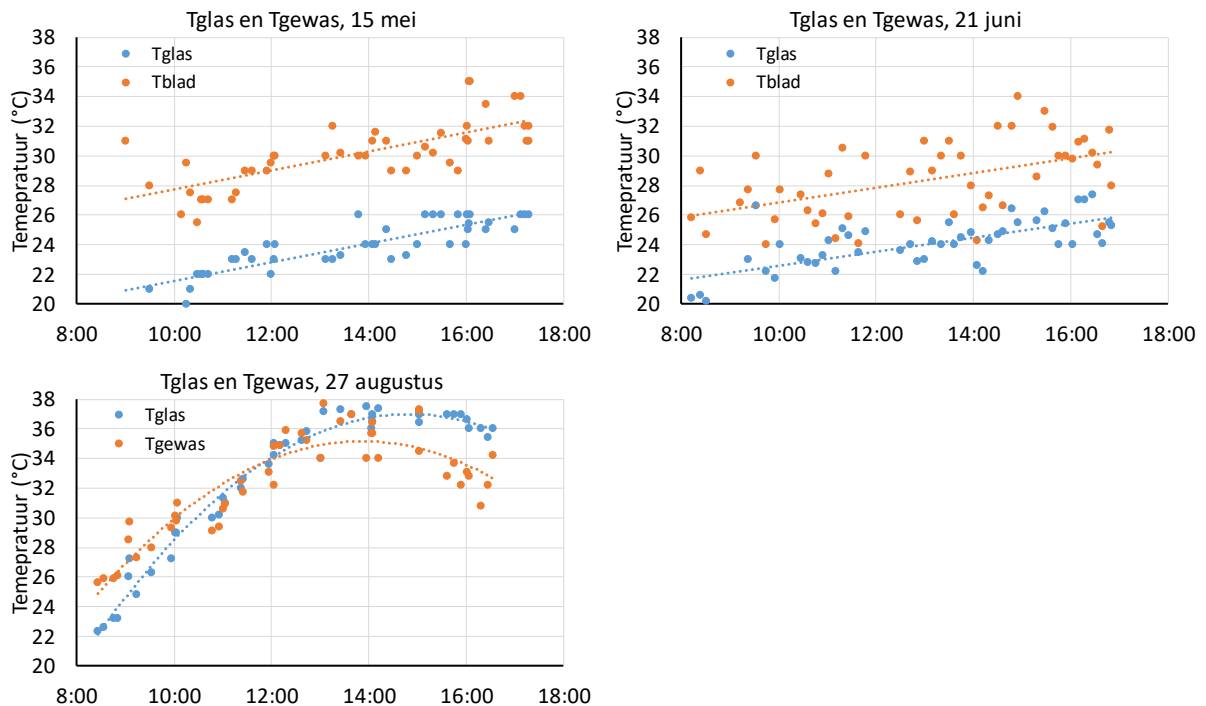 Tglas en Tgewas, 15 mei
Temepratuur (°C)
38
36
34
32
30
28
26
24
22
20
Tglas
Tblad
8:00 10:00 12:00 14:00 16:00 18:00
Tglas en Tgewas, 21 juni
Temepratuur (°C)
38
36
34
32
30
28
26
24
22
20
Tglas
Tblad
8:00 10:00 12:00 14:00 16:00 18:00
Tglas en Tgewas, 27 augustus
Temepratuur (°C)
38
36
34
32
30
28
26
24
22
20
Tglas
Tgewas
8:00 10:00 12:00 14:00 16:00 18:00